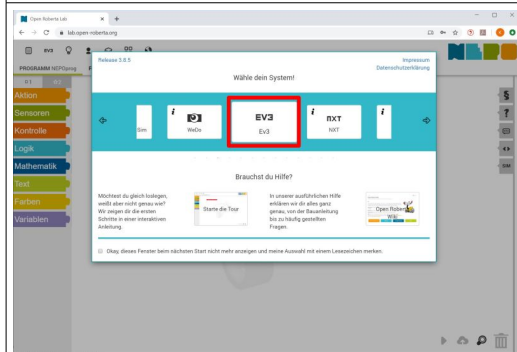 Open Roberta Lab
lab.open-roberta.org
EV3
PROGRAMM NEPOprog
Release 3.8.5
Impressum
Datenschutzerklärung
Wähle dein System!
Aktion
Sensoren
Kontrolle
Logik
Mathematik
Text
Farben
Variablen
Sim
i
WeDo
EV3
Ev3
i
NXT
NXT
i
SIM
Brauchst du Hilfe?
Möchtest du gleich loslegen,
weißt aber nicht genau wie?
Wir zeigen dir die ersten
Schritte in einer interaktiven
Anleitung.
Starte die Tour
In unserer ausführlichen Hilfe
erklären wir dir alles ganz
genau, von der Bauanleitung
bis zu häufig gestellten
Fragen.
Open Roberta
Wiki
Okay, dieses Fenster beim nächsten Start nicht mehr anzeigen und meine Auswahl mit einem Lesezeichen merken.